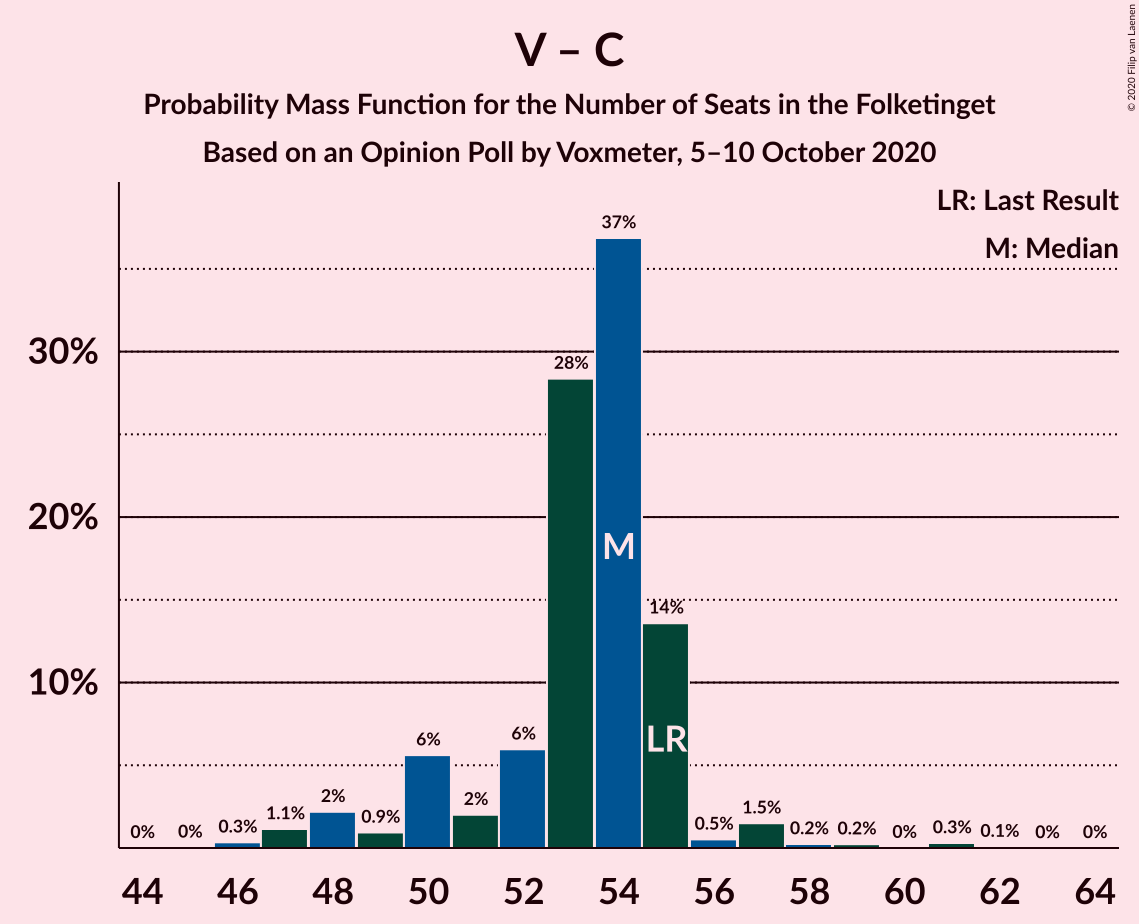 © 2020 Filip van Laenen
V – C
Probability Mass Function for the Number of Seats in the Folketinget
Based on an Opinion Poll by Voxmeter, 5–10 October 2020
LR: Last Result
M: Median
30%
20%
10%
0%
0%
0.3%
1.1%
2%
0.9%
6%
2%
6%
28%
37%
14%
0.5%
1.5%
0.2%
0.2%
0%
0.3%
0.1%
0%
0%
M
LR
44 46 48 50 52 54 56 58 60 62 64